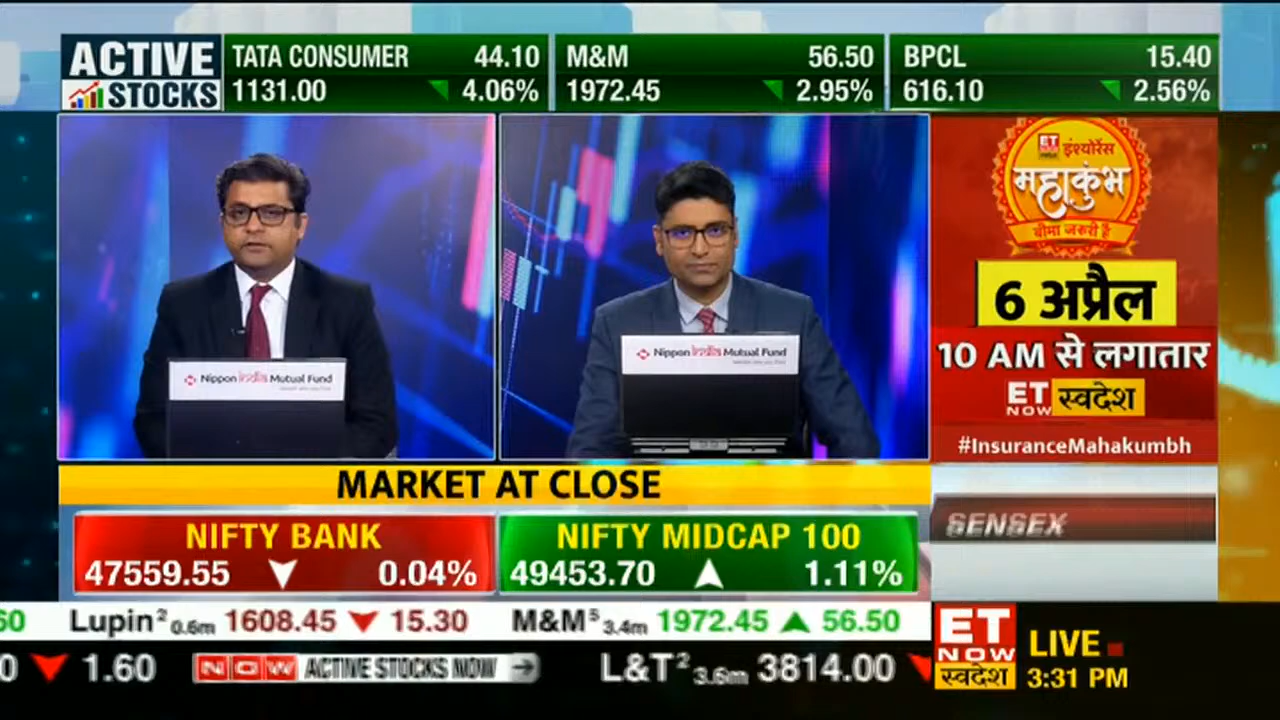 ACTIVE
STOCKS
TATA CONSUMER 44.10
1131.00 4.06%
M&M 56.50
1972.45 2.95%
BPCL 15.40
616.10 2.56%
ET
NOW
इंश्योरेंस
महाकुंभ
बीमा जरूरी है
6 अप्रैल
10 AM से लगातार
ET
NOW
स्वदेश
#InsuranceMahakumbh
Nippon india Mutual Fund
Nippon india Mutual Fund
MARKET AT CLOSE
NIFTY BANK
47559.55 0.04%
NIFTY MIDCAP 100
49453.70 1.11%
SENSEX
60 Lupin² 0.6m 1608.45 15.30 M&M⁵ 3.4m 1972.45 56.50
0 1.60 NOW ACTIVE STOCKS NOW L&T² 3.6m 3814.00
ET
NOW
स्वदेश
LIVE
3:31 PM